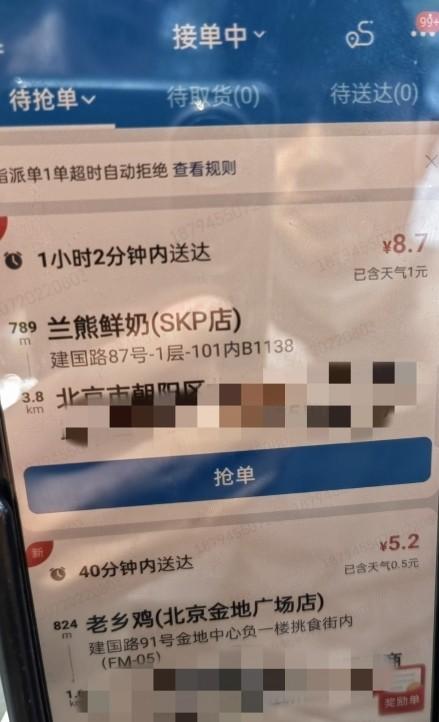 接单中
99+
待抢单
待取货(0)
待送达(0)
指派单1单超时自动拒绝 查看规则
1小时2分钟内送达
¥8.7
已含天气1元
789
m
兰熊鲜奶(SKP店)
建国路87号-1层-101内B1138
3.8
km
北京市朝阳区
抢单
新
40分钟内送达
¥5.2
已含天气0.5元
824
m
老乡鸡(北京金地广场店)
建国路91号金地中心负一楼挑食街内
(FM-05)
奖励单